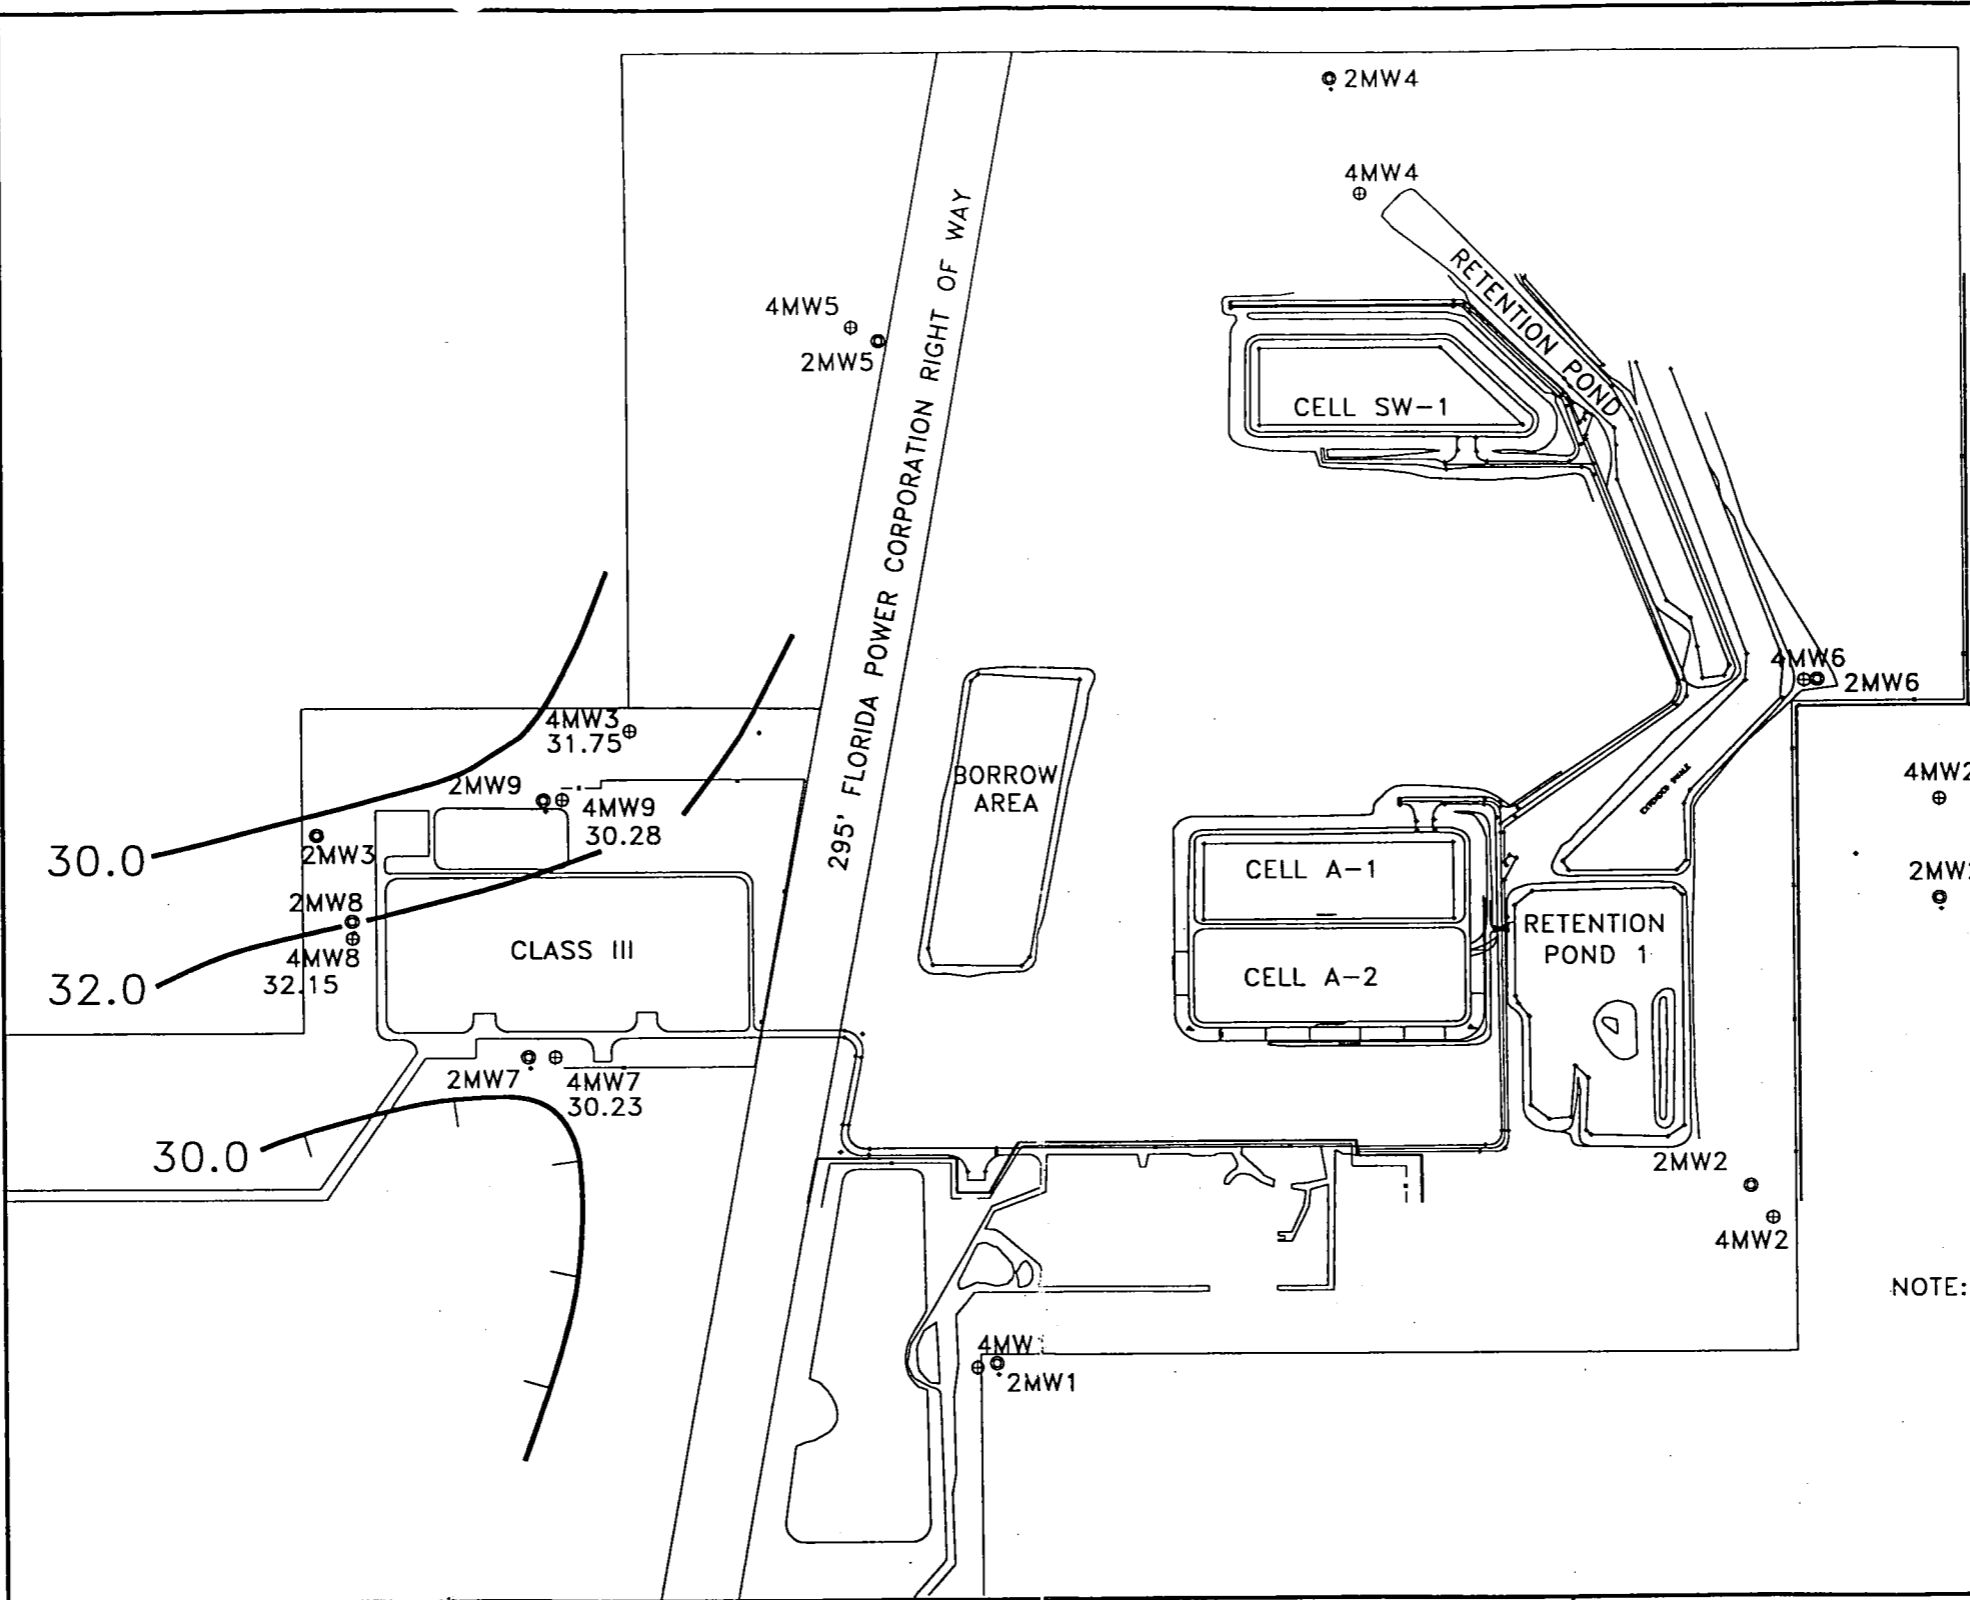 2MW4
4MW4
RETENTION POND
4MW5
2MW5
295' FLORIDA POWER CORPORATION RIGHT OF WAY
CELL SW-1
4MW6
2MW6
4MW3
31.75
2MW9
4MW9
30.28
BORROW
AREA
4MW2
30.0
2MW3
CELL A-1
2MW
2MW8
RETENTION
POND 1
CLASS III
4MW8
32.15
32.0
CELL A-2
2MW7
4MW7
30.23
30.0
2MW2
4MW2
NOTE:
4MW
2MW1